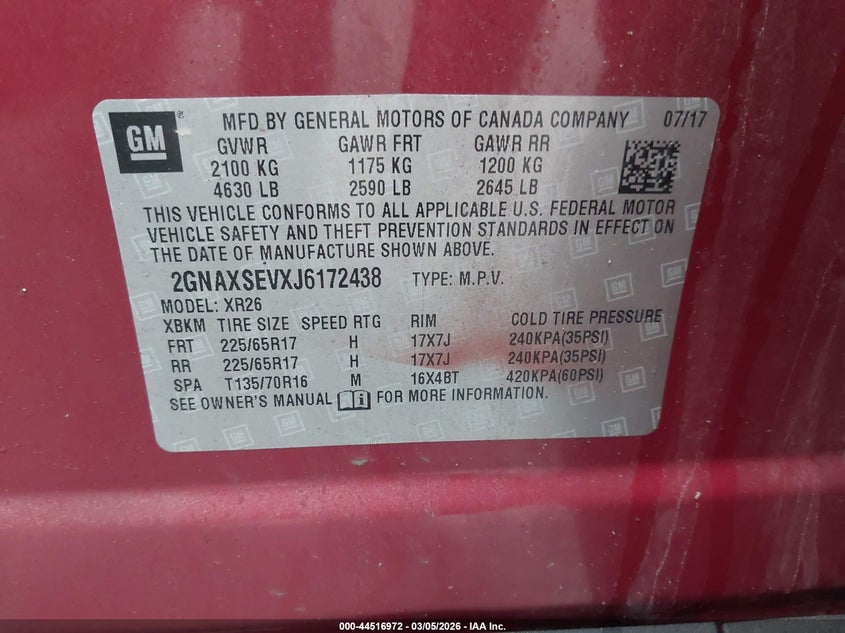 GM ® MFD BY GENERAL MOTORS OF CANADA COMPANY 07/17
GVWR GAWR FRT GAWR RR
2100 KG 1175 KG 1200 KG
4630 LB 2590 LB 2645 LB
THIS VEHICLE CONFORMS TO ALL APPLICABLE U.S. FEDERAL MOTOR
VEHICLE SAFETY AND THEFT PREVENTION STANDARDS IN EFFECT ON
THE DATE OF MANUFACTURE SHOWN ABOVE.
2GNAXSEVXJ6172438 TYPE: M.P.V.
MODEL: XR26
XBKM TIRE SIZE SPEED RTG RIM COLD TIRE PRESSURE
FRT 225/65R17 H 17X7J 240KPA(35PSI)
RR 225/65R17 H 17X7J 240KPA(35PSI)
SPA T135/70R16 M 16X4BT 420KPA(60PSI)
SEE OWNER'S MANUAL FOR MORE INFORMATION.
000-44516972 - 03/05/2026 - IAA Inc.